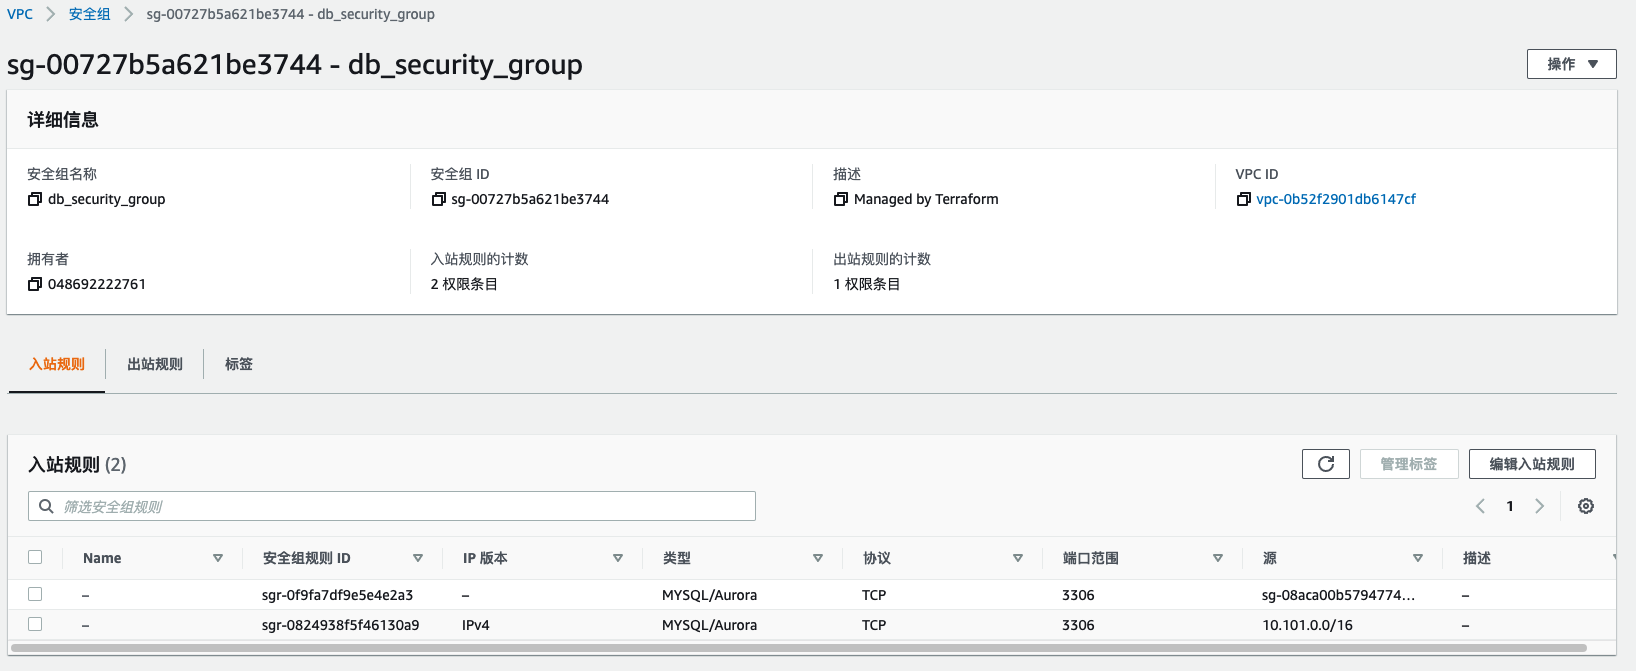 VPC > 安全组 > sg-00727b5a621be3744 - db_security_group
sg-00727b5a621be3744 - db_security_group 操作
详细信息
安全组名称 安全组 ID 描述 VPC ID
db_security_group sg-00727b5a621be3744 Managed by Terraform vpc-0b52f2901db6147cf
拥有者 入站规则的计数 出站规则的计数
048692222761 2 权限条目 1 权限条目
入站规则 出站规则 标签
入站规则 (2) 管理标签 编辑入站规则
筛选安全组规则 1
Name 安全组规则 ID IP 版本 类型 协议 端口范围 源 描述
– sgr-0f9fa7df9e5e4e2a3 – MYSQL/Aurora TCP 3306 sg-08aca00b5794774... –
– sgr-0824938f5f46130a9 IPv4 MYSQL/Aurora TCP 3306 10.101.0.0/16 –